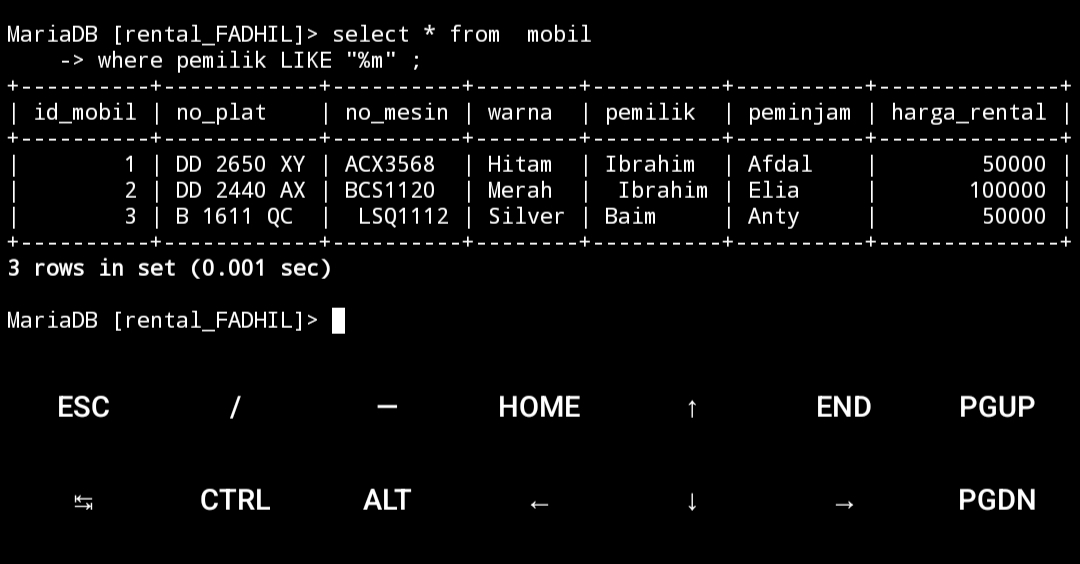 MariaDB [rental_FADHIL]> select * from  mobil
    -> where pemilik LIKE "%m" ;
+----------+------------+----------+--------+----------+----------+--------------+
| id_mobil | no_plat    | no_mesin | warna  | pemilik  | peminjam | harga_rental |
+----------+------------+----------+--------+----------+----------+--------------+
|        1 | DD 2650 XY | ACX3568  | Hitam  | Ibrahim  | Afdal    |        50000 |
|        2 | DD 2440 AX | BCS1120  | Merah  |  Ibrahim | Elia     |       100000 |
|        3 | B 1611 QC  |  LSQ1112 | Silver | Baim     | Anty     |        50000 |
+----------+------------+----------+--------+----------+----------+--------------+
3 rows in set (0.001 sec)
MariaDB [rental_FADHIL]>
ESC / — HOME ↑ END PGUP
↹ CTRL ALT ← ↓ → PGDN